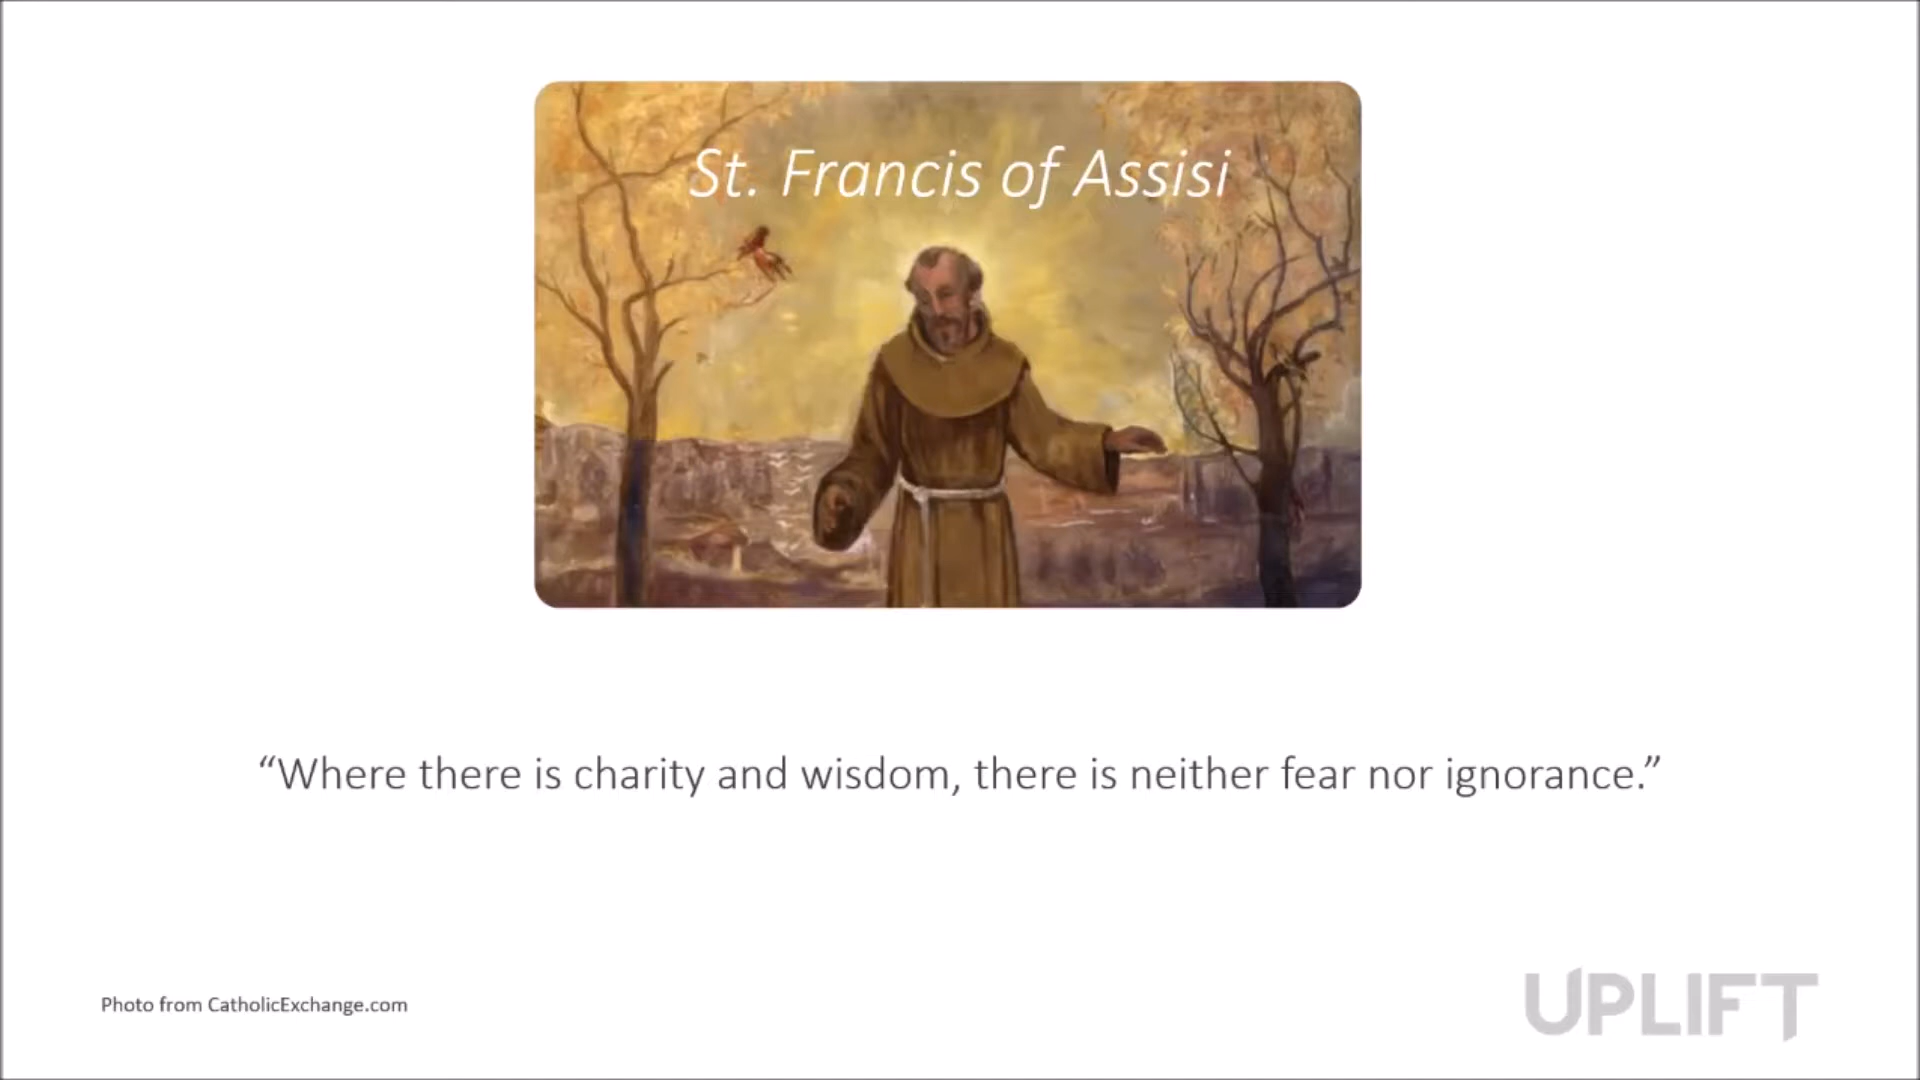 St. Francis of Assisi
“Where there is charity and wisdom, there is neither fear nor ignorance.”
Photo from CatholicExchange.com
UPLIFT